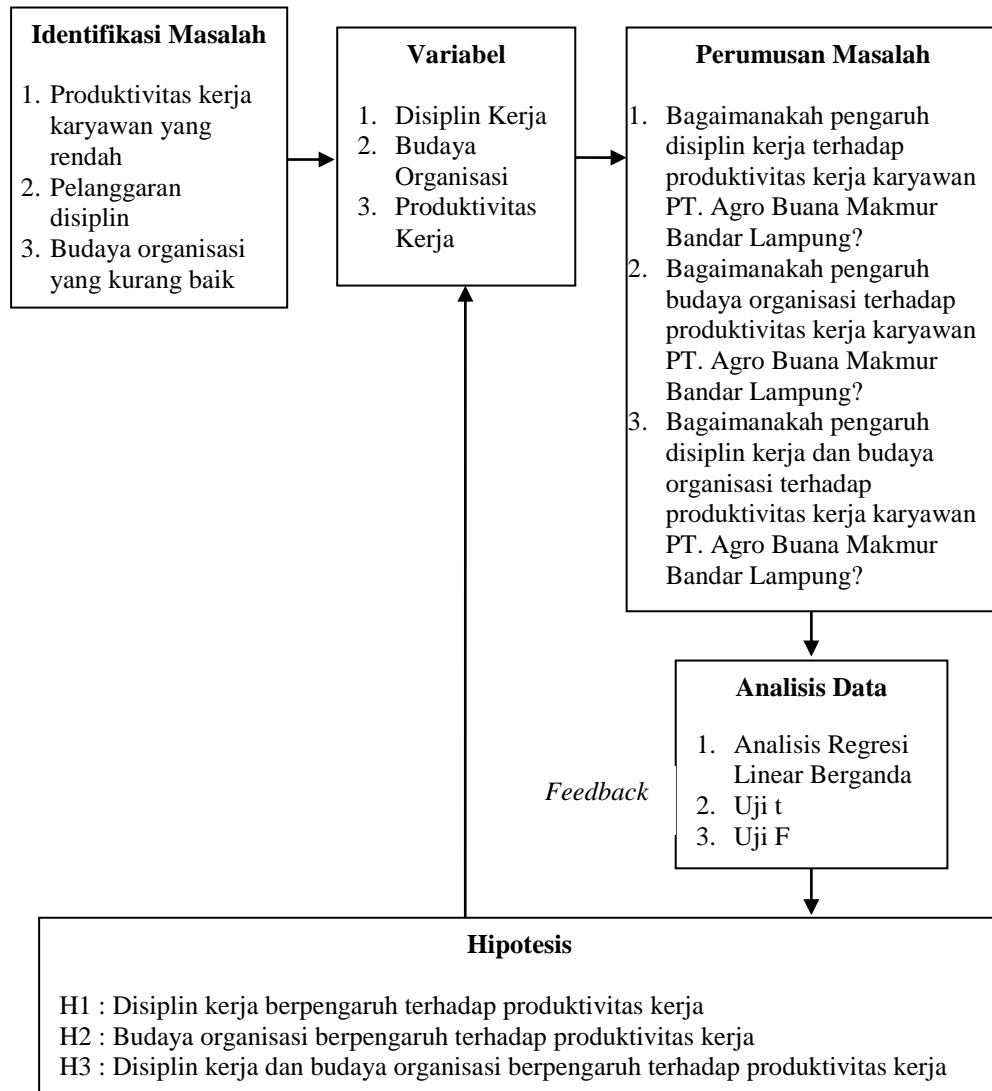 Identifikasi Masalah
1. Produktivitas kerja
karyawan yang
rendah
2. Pelanggaran
disiplin
3. Budaya organisasi
yang kurang baik
Variabel
1. Disiplin Kerja
2. Budaya
Organisasi
3. Produktivitas
Kerja
Perumusan Masalah
1. Bagaimanakah pengaruh
disiplin kerja terhadap
produktivitas kerja karyawan
PT. Agro Buana Makmur
Bandar Lampung?
2. Bagaimanakah pengaruh
budaya organisasi terhadap
produktivitas kerja karyawan
PT. Agro Buana Makmur
Bandar Lampung?
3. Bagaimanakah pengaruh
disiplin kerja dan budaya
organisasi terhadap
produktivitas kerja karyawan
PT. Agro Buana Makmur
Bandar Lampung?
Analisis Data
1. Analisis Regresi
Linear Berganda
2. Uji t
3. Uji F
Feedback
Hipotesis
H1 : Disiplin kerja berpengaruh terhadap produktivitas kerja
H2 : Budaya organisasi berpengaruh terhadap produktivitas kerja
H3 : Disiplin kerja dan budaya organisasi berpengaruh terhadap produktivitas kerja